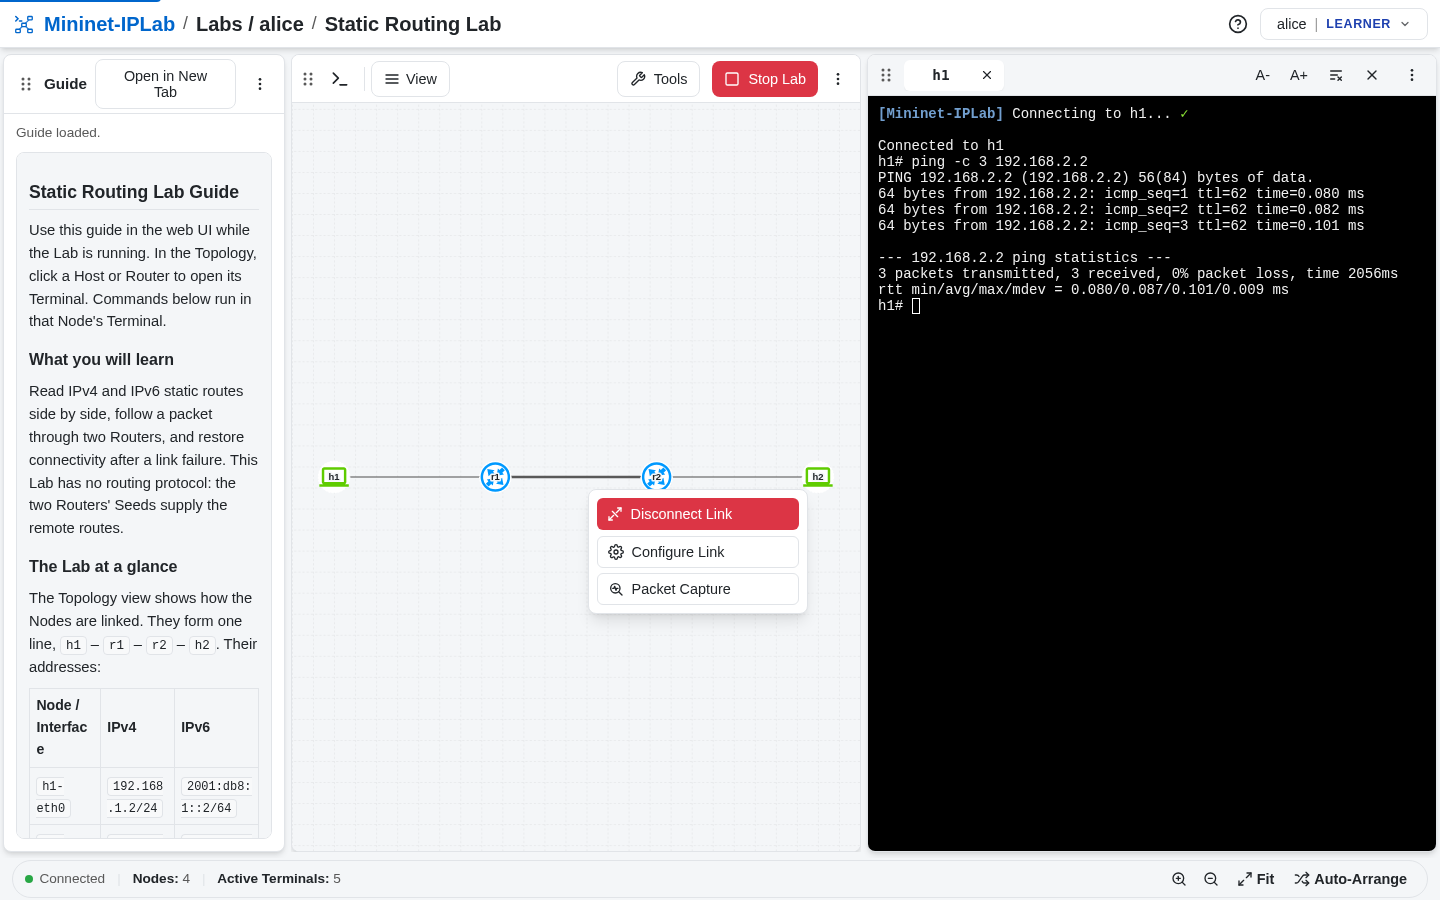 Mininet-IPLab / Labs / alice / Static Routing Lab
alice | LEARNER
Guide
Open in New
Tab
Guide loaded.
Static Routing Lab Guide
Use this guide in the web UI while
the Lab is running. In the Topology,
click a Host or Router to open its
Terminal. Commands below run in
that Node's Terminal.
What you will learn
Read IPv4 and IPv6 static routes
side by side, follow a packet
through two Routers, and restore
connectivity after a link failure. This
Lab has no routing protocol: the
two Routers' Seeds supply the
remote routes.
The Lab at a glance
The Topology view shows how the
Nodes are linked. They form one
line, h1 – r1 – r2 – h2. Their
addresses:
Node /
Interfac
e
IPv4
IPv6
h1-
eth0
192.168
.1.2/24
2001:db8:
1::2/64
View
Tools
Stop Lab
h1
r1
r2
h2
Disconnect Link
Configure Link
Packet Capture
h1
A-
A+
[Mininet-IPLab] Connecting to h1... ✓
Connected to h1
h1# ping -c 3 192.168.2.2
PING 192.168.2.2 (192.168.2.2) 56(84) bytes of data.
64 bytes from 192.168.2.2: icmp_seq=1 ttl=62 time=0.080 ms
64 bytes from 192.168.2.2: icmp_seq=2 ttl=62 time=0.082 ms
64 bytes from 192.168.2.2: icmp_seq=3 ttl=62 time=0.101 ms
--- 192.168.2.2 ping statistics ---
3 packets transmitted, 3 received, 0% packet loss, time 2056ms
rtt min/avg/max/mdev = 0.080/0.087/0.101/0.009 ms
h1#
Connected | Nodes: 4 | Active Terminals: 5
Fit
Auto-Arrange